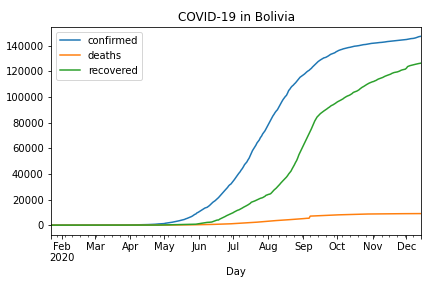 COVID-19 in Bolivia
confirmed
deaths
recovered
140000
120000
100000
80000
60000
40000
20000
0
Feb Mar Apr May Jun Jul Aug Sep Oct Nov Dec
2020
Day